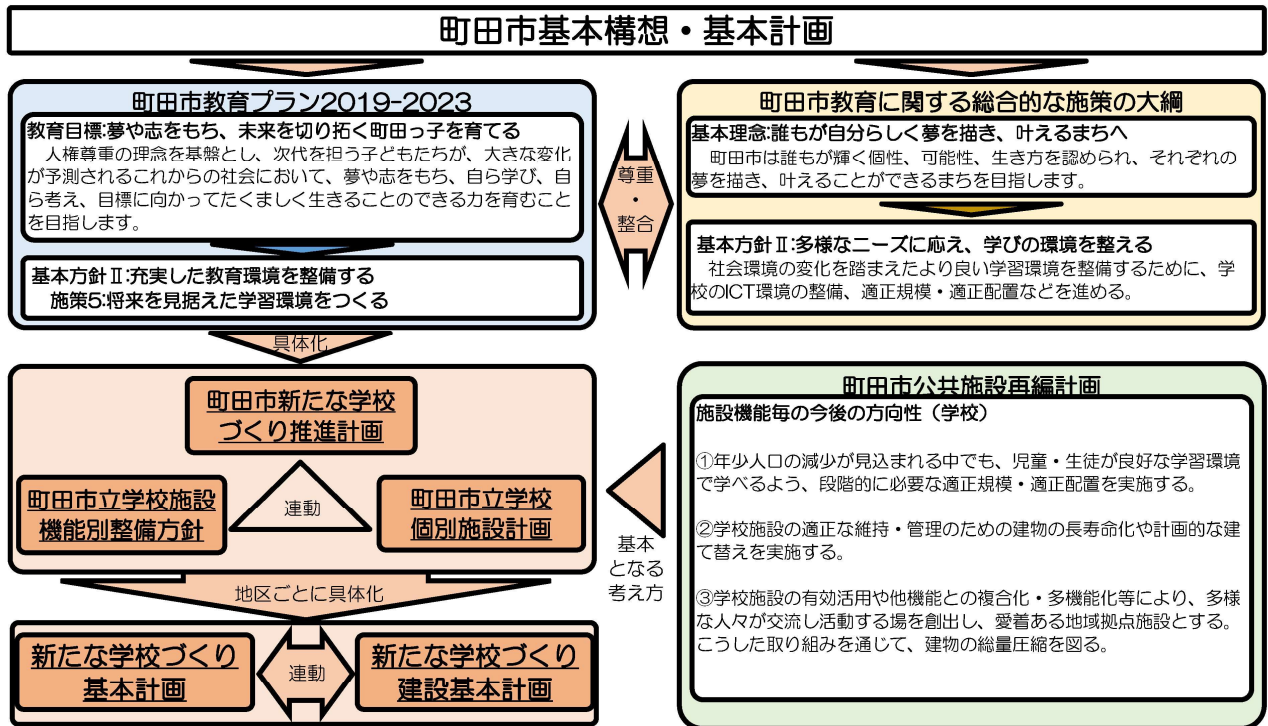 町田市基本構想・基本計画
町田市教育プラン2019-2023
教育目標:夢や志をもち、未来を切り拓く町田っ子を育てる
人権尊重の理念を基盤とし、次代を担う子どもたちが、大きな変化
が予測されるこれからの社会において、夢や志をもち、自ら学び、自
ら考え、目標に向かってたくましく生きることのできる力を育むこと
を目指します。
基本方針Ⅱ:充実した教育環境を整備する
施策5:将来を見据えた学習環境をつくる
尊重
・
整合
町田市教育に関する総合的な施策の大綱
基本理念:誰もが自分らしく夢を描き、叶えるまちへ
町田市は誰もが輝く個性、可能性、生き方を認められ、それぞれの
夢を描き、叶えることができるまちを目指します。
基本方針Ⅱ:多様なニーズに応え、学びの環境を整える
社会環境の変化を踏まえたより良い学習環境を整備するために、学
校のICT環境の整備、適正規模・適正配置などを進める。
具体化
町田市新たな学校
づくり推進計画
町田市立学校施設
機能別整備方針
連動
町田市立学校
個別施設計画
基本
となる
考え方
町田市公共施設再編計画
施設機能毎の今後の方向性（学校）
①年少人口の減少が見込まれる中でも、児童・生徒が良好な学習環境
で学べるよう、段階的に必要な適正規模・適正配置を実施する。
②学校施設の適正な維持・管理のための建物の長寿命化や計画的な建
て替えを実施する。
③学校施設の有効活用や他機能との複合化・多機能化等により、多様
な人々が交流し活動する場を創出し、愛着ある地域拠点施設とする。
こうした取り組みを通じて、建物の総量圧縮を図る。
地区ごとに具体化
新たな学校づくり
基本計画
連動
新たな学校づくり
建設基本計画